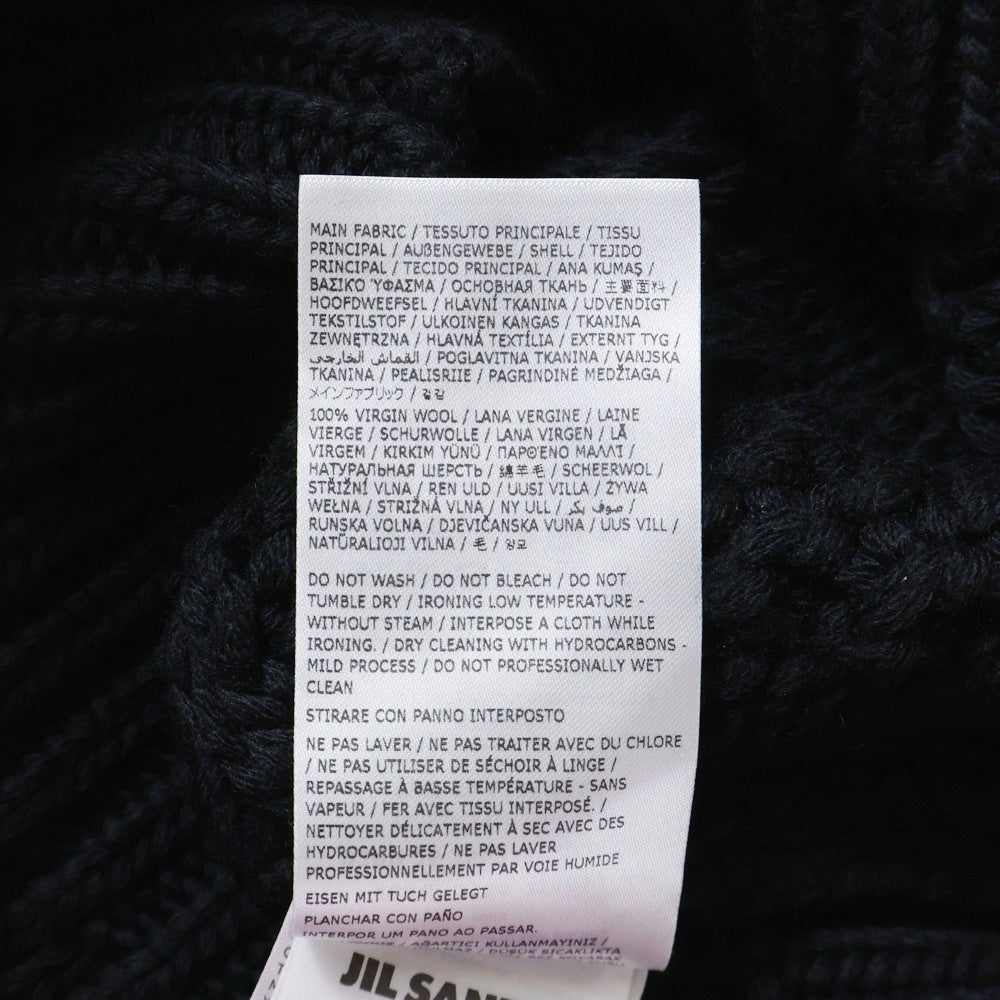 MAIN FABRIC / TESSUTO PRINCIPALE / TISSU
PRINCIPAL / AUßENGEWEBE / SHELL / TEJIDO
PRINCIPAL / TECIDO PRINCIPAL / ANA KUMAŞ /
ΒΑΣΙΚΌ ΎΦΑΣΜΑ / ОСНОВНАЯ ТКАНЬ / 主要面料 /
HOOFDWEEFSEL / HLAVNÍ TKANINA / UDVENDIGT
TEKSTILSTOF / ULKOINEN KANGAS / TKANINA
ZEWNĘTRZNA / HLAVNÁ TEXTÍLIA / EXTERNT TYG /
القماش الخارجي / POGLAVITNA TKANINA / VANJSKA
TKANINA / PEALISRIIE / PAGRINDINĖ MEDŽIAGA /
メインファブリック / 겉감
100% VIRGIN WOOL / LANA VERGINE / LAINE
VIERGE / SCHURWOLLE / LANA VIRGEN / LÃ
VIRGEM / KIRKIM YÜNÜ / ΠΑΡΘΈΝΟ ΜΑΛΛΊ /
НАТУРАЛЬНАЯ ШЕРСТЬ / 绵羊毛 / SCHEERWOL /
STŘIŽNÍ VLNA / REN ULD / UUSI VILLA / ŻYWA
WEŁNA / STRIŽNÁ VLNA / NY ULL / صوف بكر /
RUNSKA VOLNA / DJEVIČANSKA VUNA / UUS VILL /
NATŪRALIOJI VILNA / 毛 / 양모
DO NOT WASH / DO NOT BLEACH / DO NOT
TUMBLE DRY / IRONING LOW TEMPERATURE -
WITHOUT STEAM / INTERPOSE A CLOTH WHILE
IRONING. / DRY CLEANING WITH HYDROCARBONS -
MILD PROCESS / DO NOT PROFESSIONALLY WET
CLEAN
STIRARE CON PANNO INTERPOSTO
NE PAS LAVER / NE PAS TRAITER AVEC DU CHLORE
/ NE PAS UTILISER DE SÉCHOIR À LINGE /
REPASSAGE À BASSE TEMPÉRATURE - SANS
VAPEUR / FER AVEC TISSU INTERPOSÉ. /
NETTOYER DÉLICATEMENT À SEC AVEC DES
HYDROCARBURES / NE PAS LAVER
PROFESSIONNELLEMENT PAR VOIE HUMIDE
EISEN MIT TUCH GELEGT
PLANCHAR CON PAÑO
INTERPOR UM PANO AO PASSAR.
/ AĞARTICI KULLANMAYINIZ /
/ DÜŞÜK SICAKLIKTA
JIL